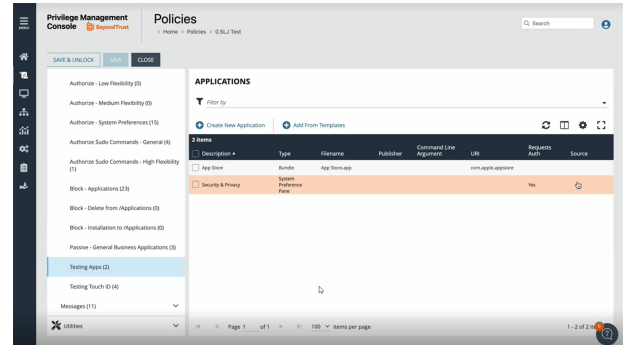 MENU
Privilege Management
Console BeyondTrust
Policies
Home > Policies > 0.SLJ Test
Search
SAVE & UNLOCK SAVE CLOSE
Authorize - Low Flexibility (0)
Authorize - Medium Flexibility (0)
Authorize - System Preferences (15)
Authorize Sudo Commands - General (4)
Authorize Sudo Commands - High Flexibility
(1)
Block - Applications (23)
Block - Delete from /Applications (0)
Block - Installation to /Applications (0)
Passive - General Business Applications (3)
Testing Apps (2)
Testing Touch ID (4)
Messages (11)
Utilities
APPLICATIONS
Filter by
Create New Application Add From Templates
2 items
Description Type Filename Publisher Command Line Argument URI Requests Auth Source
App Store Bundle App Store.app com.apple.appstore
Security & Privacy System Preference Pane Yes
Page 1 of 1 100 items per page
1 - 2 of 2 ite
6